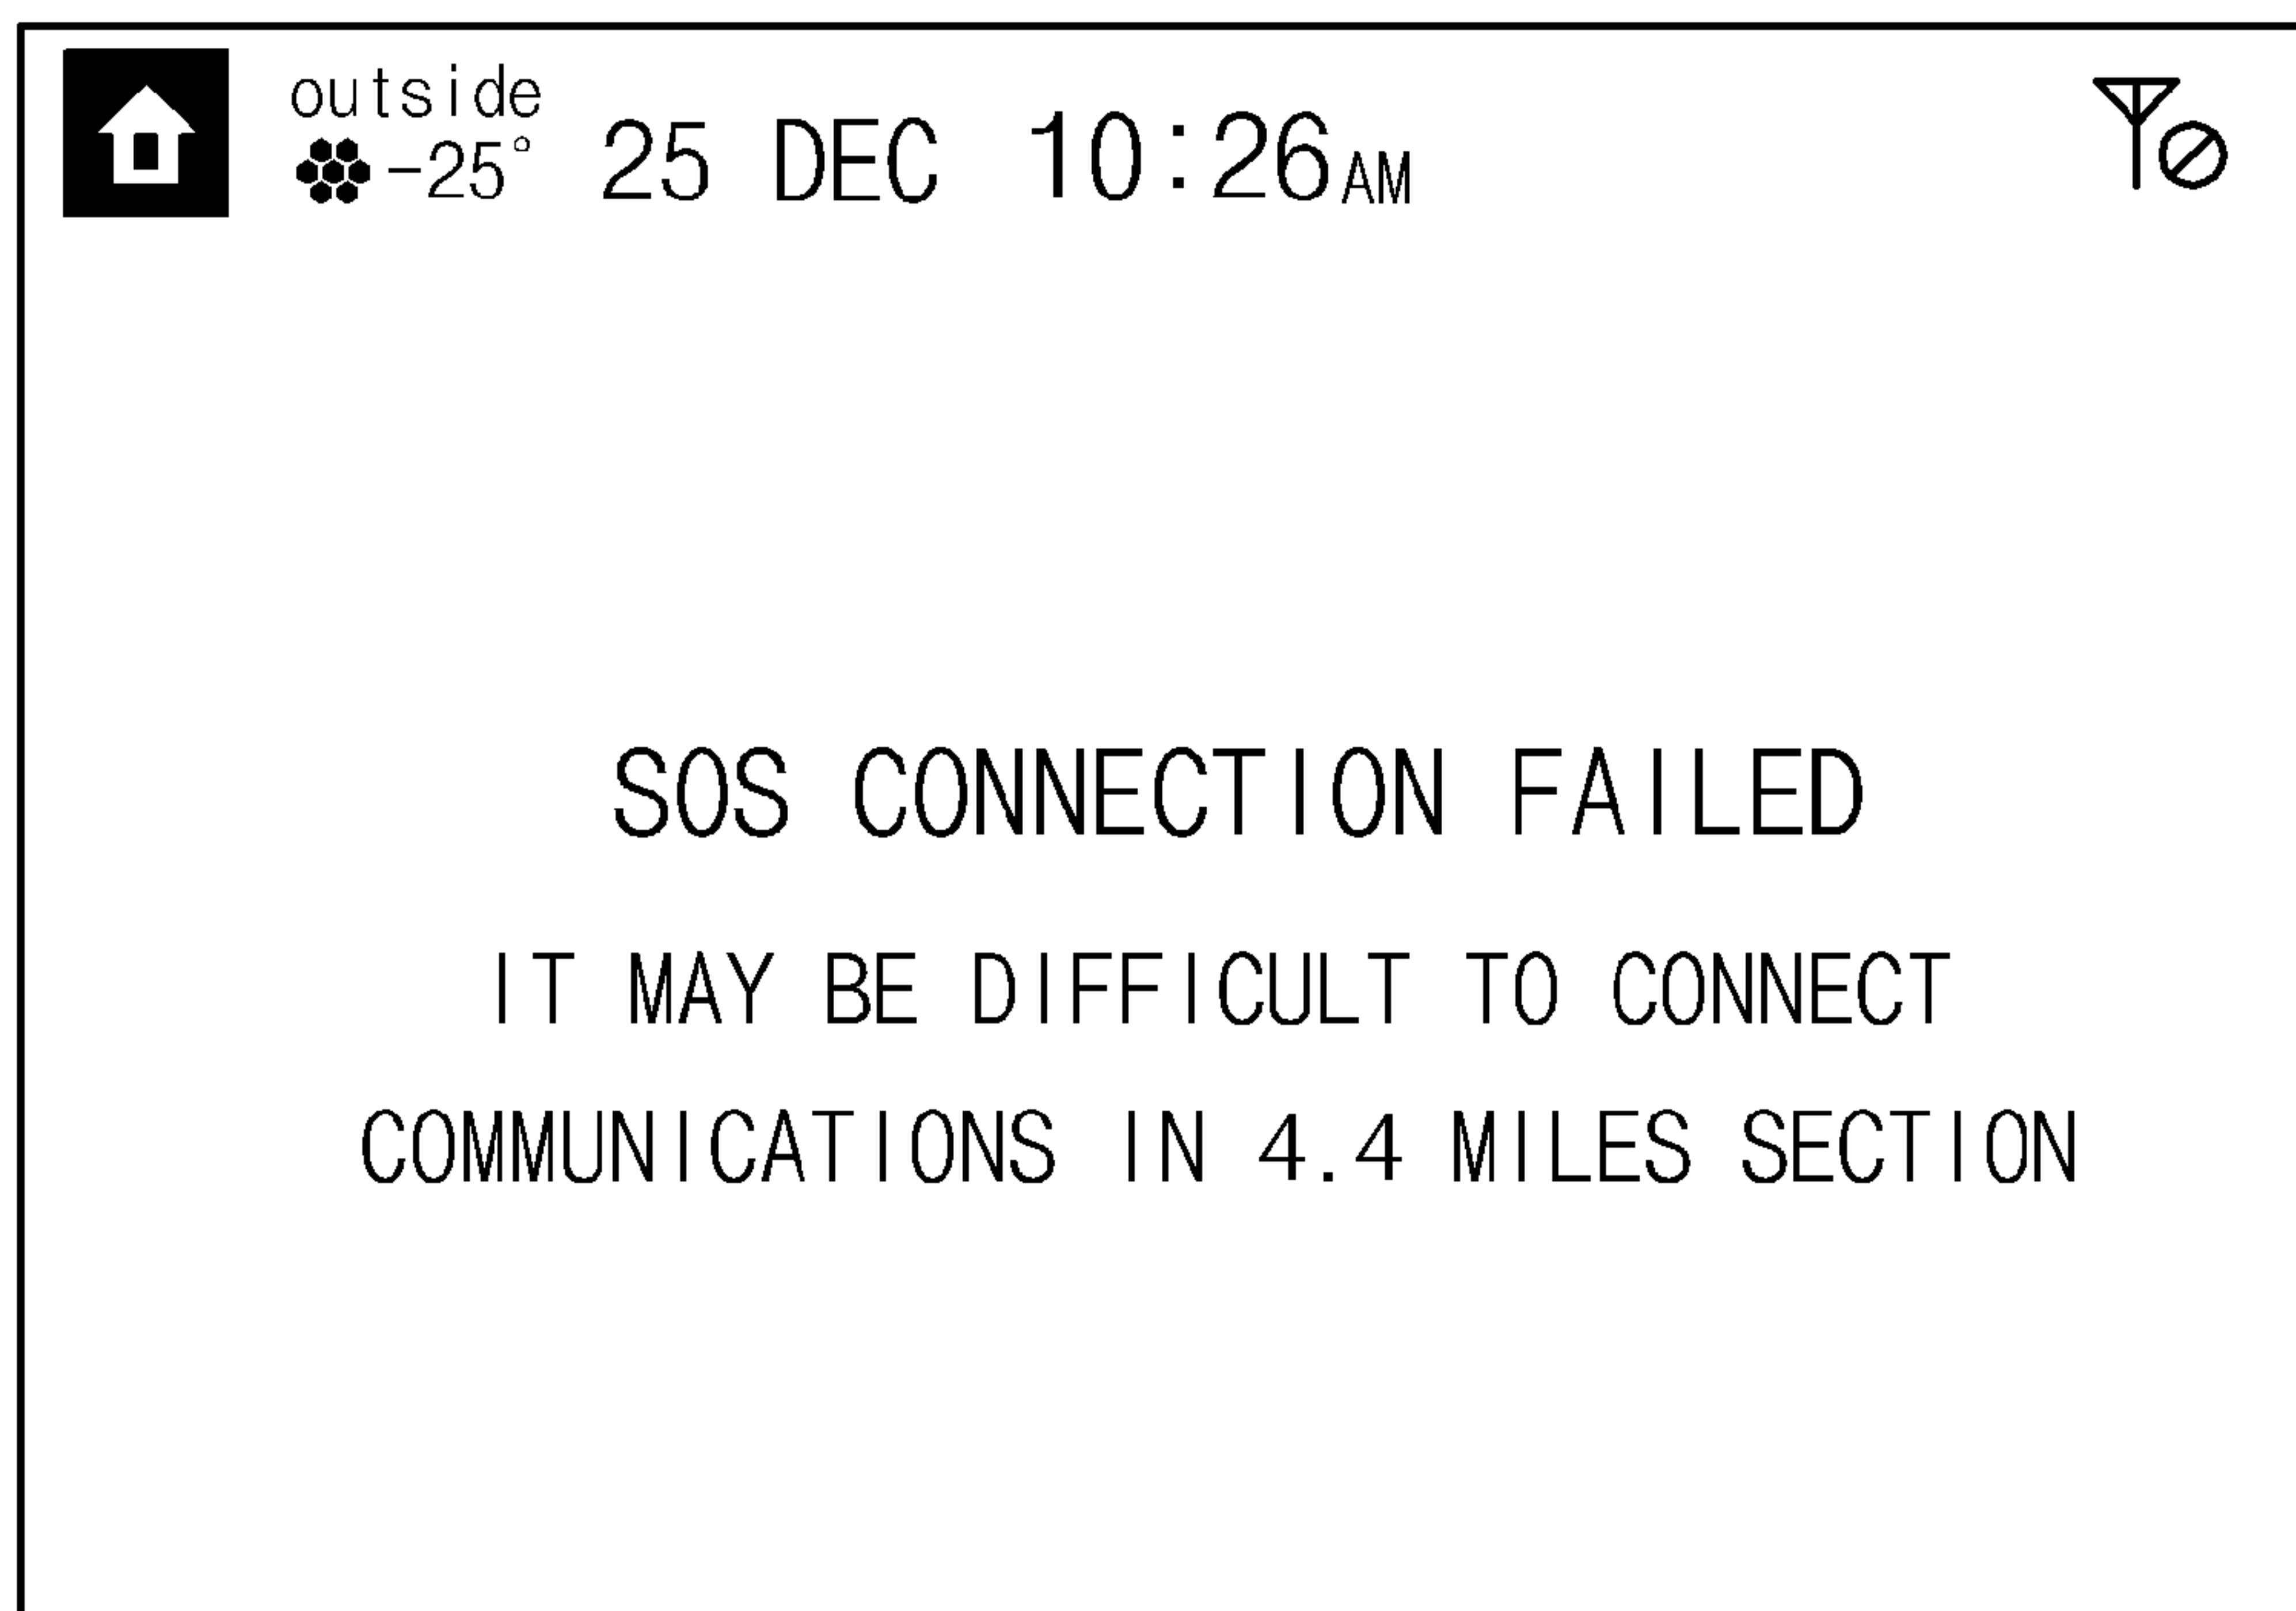 outside
-25° 25 DEC 10:26AM
SOS CONNECTION FAILED
IT MAY BE DIFFICULT TO CONNECT
COMMUNICATIONS IN 4.4 MILES SECTION